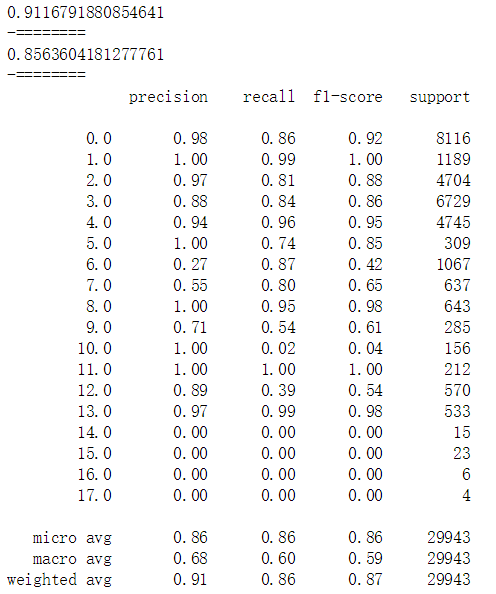 0.9116791880854641
-========
0.8563604181277761
-========
precision recall f1-score support
0.0 0.98 0.86 0.92 8116
1.0 1.00 0.99 1.00 1189
2.0 0.97 0.81 0.88 4704
3.0 0.88 0.84 0.86 6729
4.0 0.94 0.96 0.95 4745
5.0 1.00 0.74 0.85 309
6.0 0.27 0.87 0.42 1067
7.0 0.55 0.80 0.65 637
8.0 1.00 0.95 0.98 643
9.0 0.71 0.54 0.61 285
10.0 1.00 0.02 0.04 156
11.0 1.00 1.00 1.00 212
12.0 0.89 0.39 0.54 570
13.0 0.97 0.99 0.98 533
14.0 0.00 0.00 0.00 15
15.0 0.00 0.00 0.00 23
16.0 0.00 0.00 0.00 6
17.0 0.00 0.00 0.00 4
micro avg 0.86 0.86 0.86 29943
macro avg 0.68 0.60 0.59 29943
weighted avg 0.91 0.86 0.87 29943